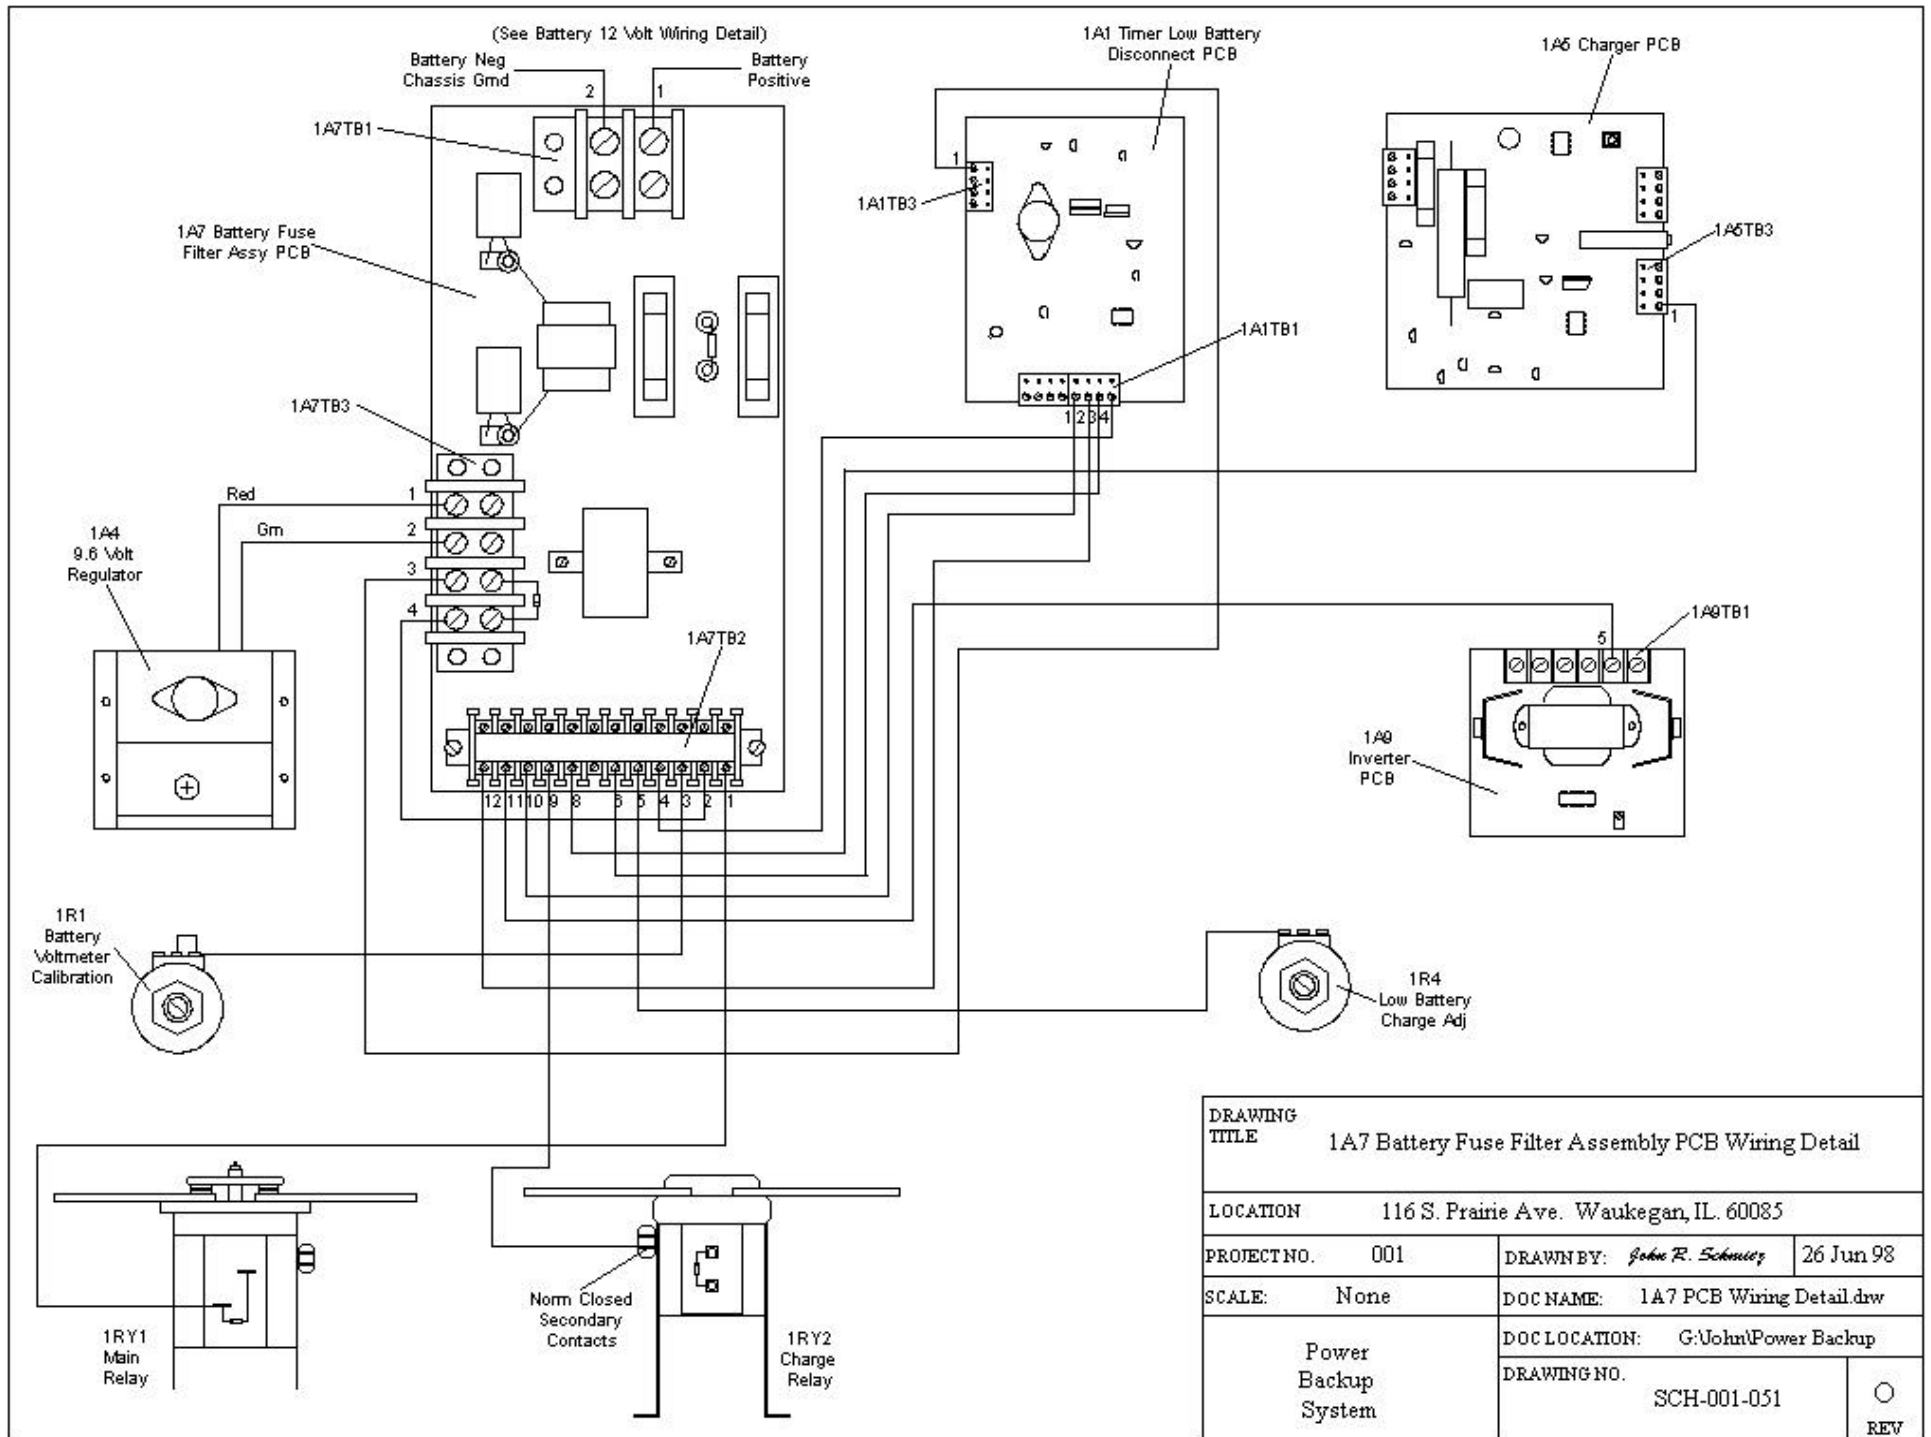 (See Battery 12 Volt Wiring Detail)
Battery Neg
Chassis Grnd
2
1
Battery
Positive
1A7TB1
1A7 Battery Fuse
Filter Assy PCB
1A7TB3
1A1 Timer Low Battery
Disconnect PCB
1
1A1TB3
1A1TB1
1 2 3 4
1A5 Charger PCB
1A5TB3
1
Red
1
Grn
2
3
4
1A4
9.6 Volt
Regulator
1A7TB2
12 11 10 9 8 6 5 4 3 2 1
5
1A9TB1
1A9
Inverter
PCB
1R1
Battery
Voltmeter
Calibration
1R4
Low Battery
Charge Adj
1RY1
Main
Relay
Norm Closed
Secondary
Contacts
1RY2
Charge
Relay
DRAWING
TITLE
1A7 Battery Fuse Filter Assembly PCB Wiring Detail
LOCATION 116 S. Prairie Ave. Waukegan, IL. 60085
PROJECT NO. 001
DRAWN BY: John R. Schmitz 26 Jun 98
SCALE: None
DOC NAME: 1A7 PCB Wiring Detail.drw
DOC LOCATION: G:\John\Power Backup
Power
Backup
System
DRAWING NO.
SCH-001-051
O
REV